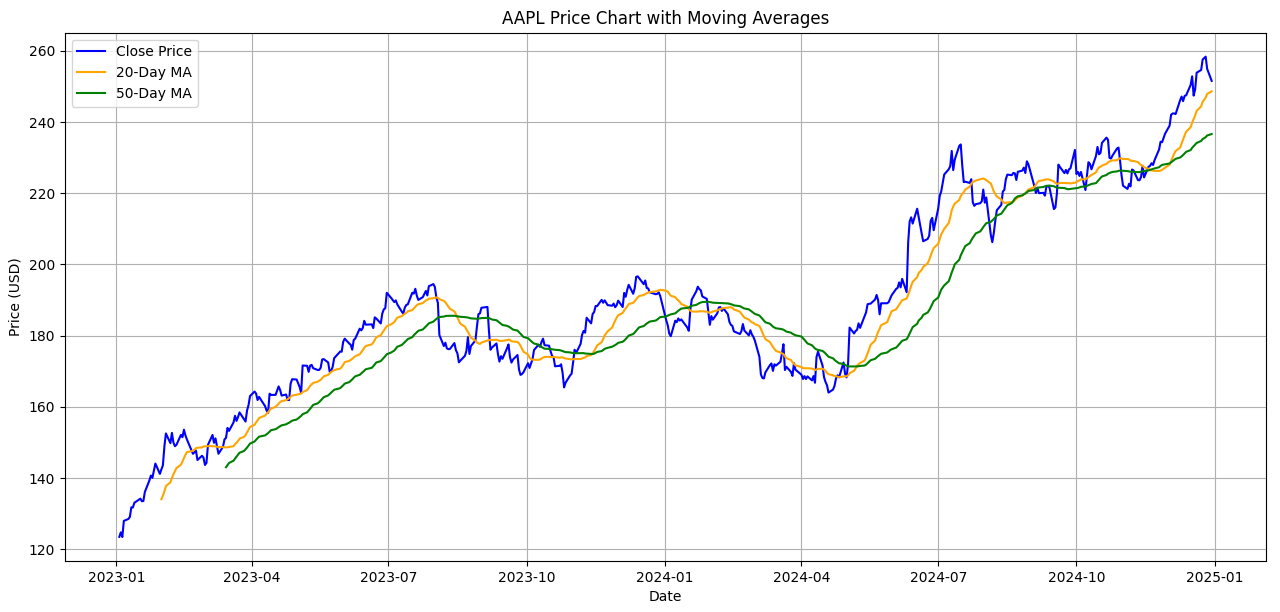 AAPL Price Chart with Moving Averages
Close Price
20-Day MA
50-Day MA
260
240
220
200
180
160
140
120
Price (USD)
2023-01 2023-04 2023-07 2023-10 2024-01 2024-04 2024-07 2024-10 2025-01
Date